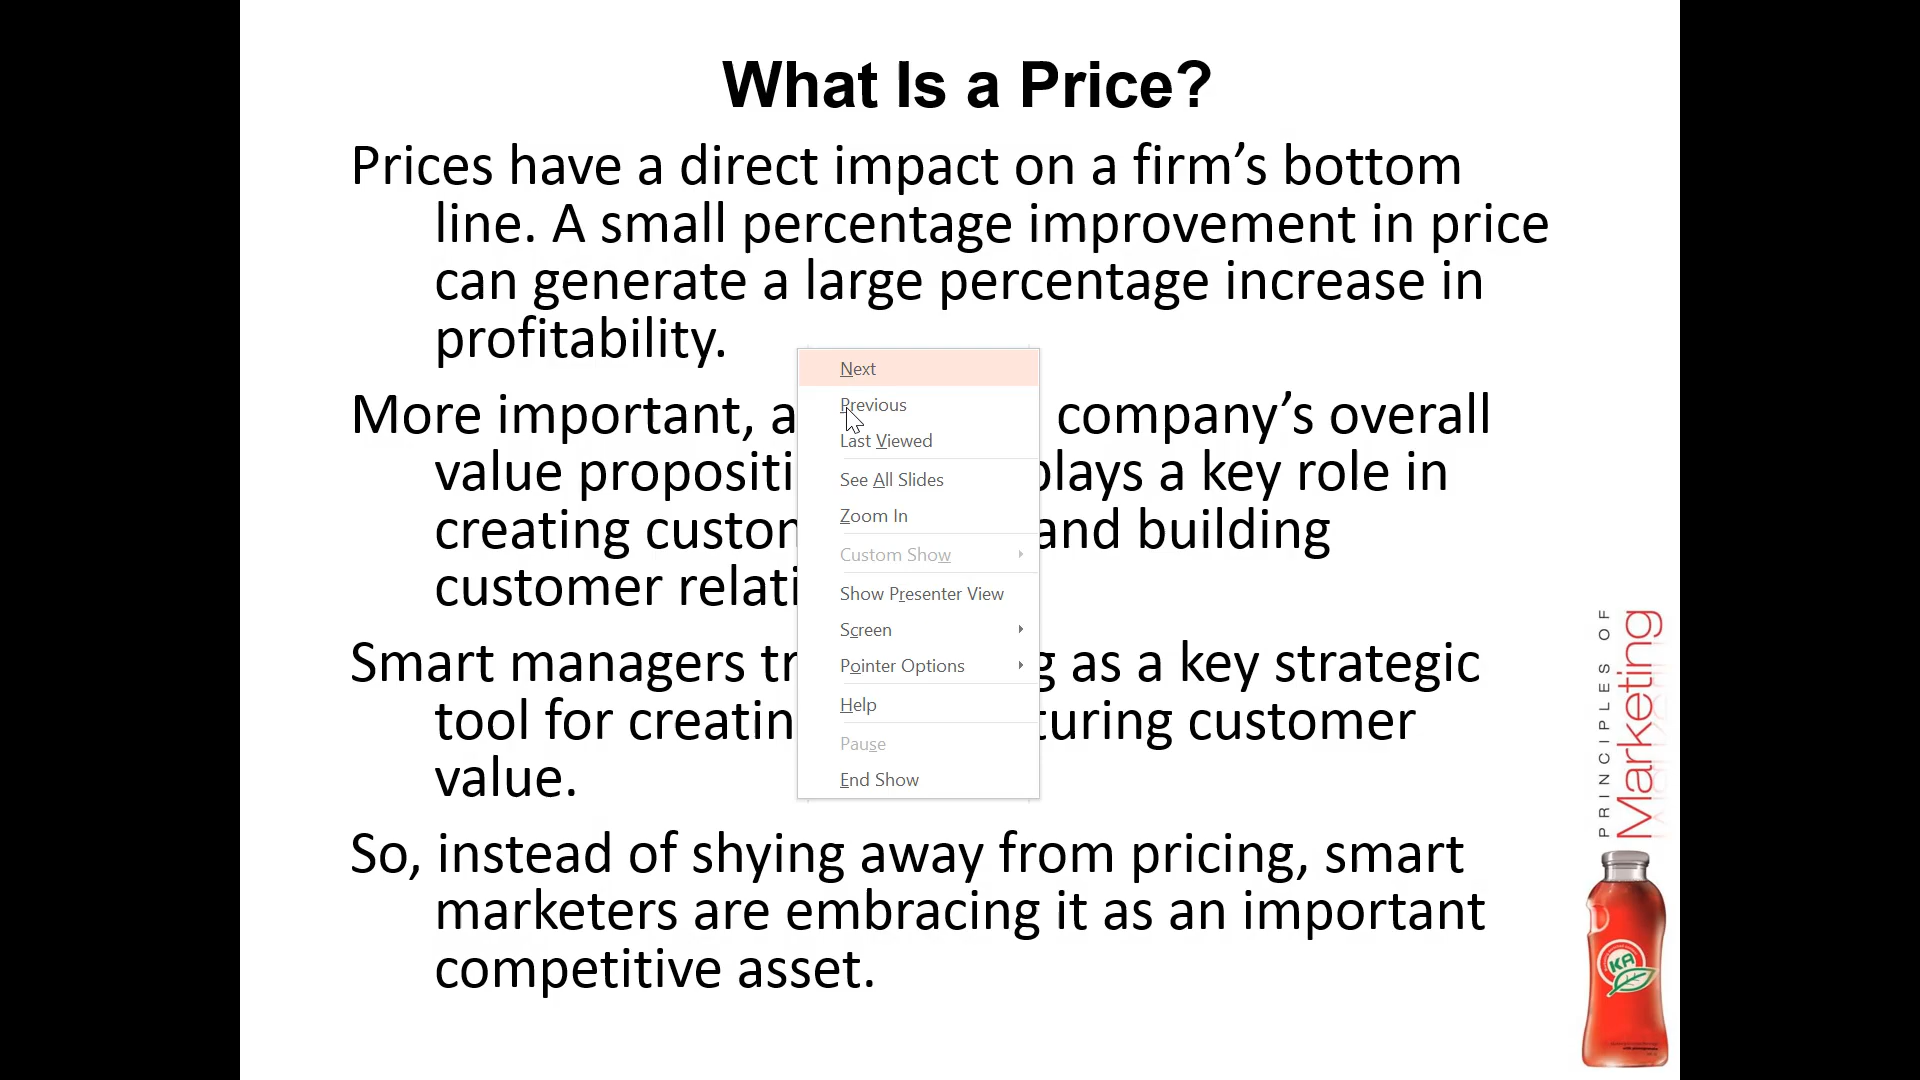 What Is a Price?
Prices have a direct impact on a firm’s bottom
line. A small percentage improvement in price
can generate a large percentage increase in
profitability.
More important, a company’s overall
value propositi plays a key role in
creating custom and building
customer relati
Smart managers tr g as a key strategic
tool for creatin turing customer
value.
So, instead of shying away from pricing, smart
marketers are embracing it as an important
competitive asset.
Next
Previous
Last Viewed
See All Slides
Zoom In
Custom Show
Show Presenter View
Screen
Pointer Options
Help
Pause
End Show
PRINCIPLES OF
Marketing
KA